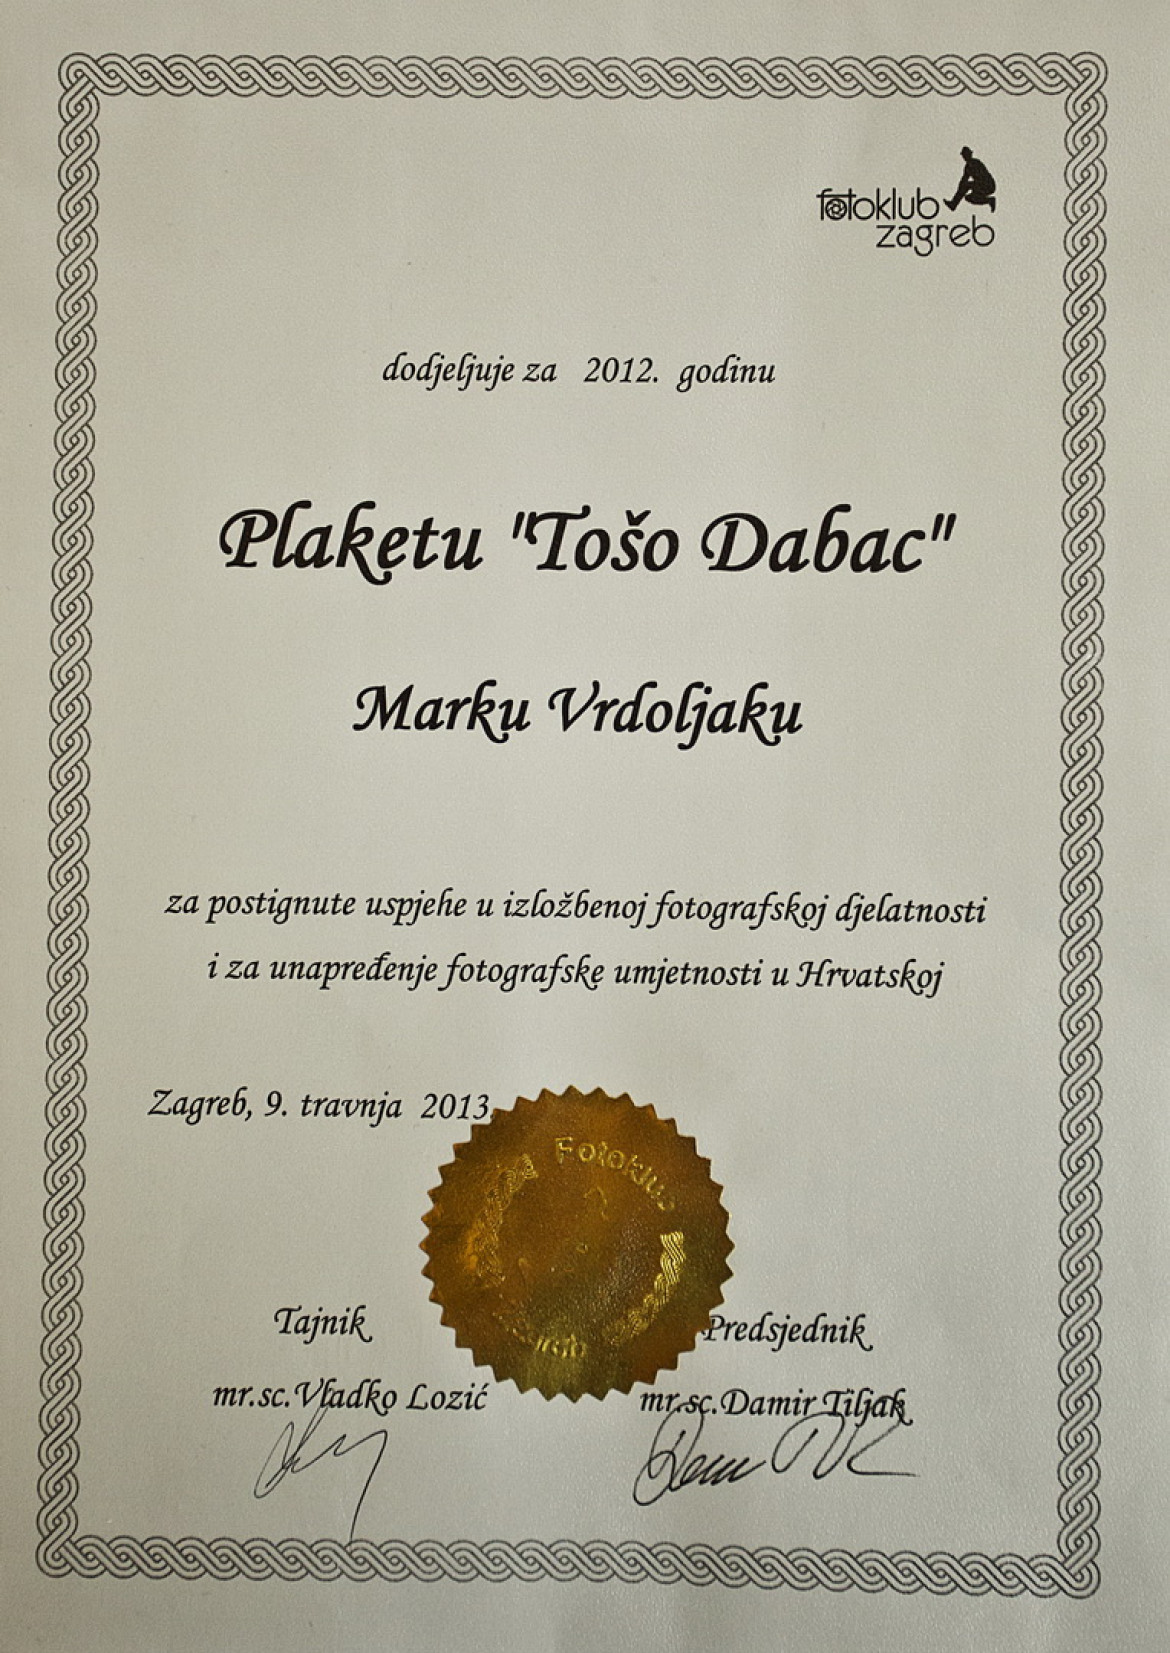 fotoklub
zagreb
dodjeljuje za 2012. godinu
Plaketu "Tošo Dabac"
Marku Vrdoljaku
za postignute uspjehe u izložbenoj fotografskoj djelatnosti
i za unapređenje fotografske umjetnosti u Hrvatskoj
Zagreb, 9. travnja 2013.
Fotoklub
Tajnik
Predsjednik
mr.sc.Vladko Lozić
mr.sc.Damir Tiljak